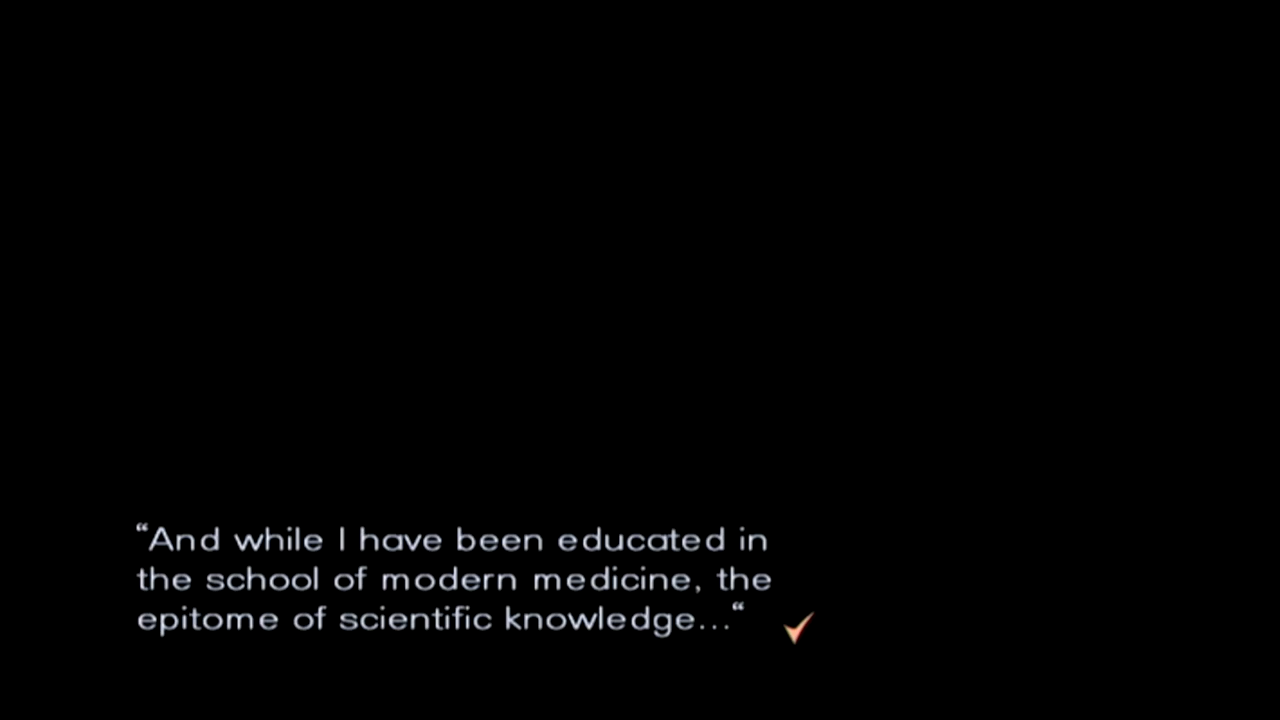 “And while I have been educated in
the school of modern medicine, the
epitome of scientific knowledge...“